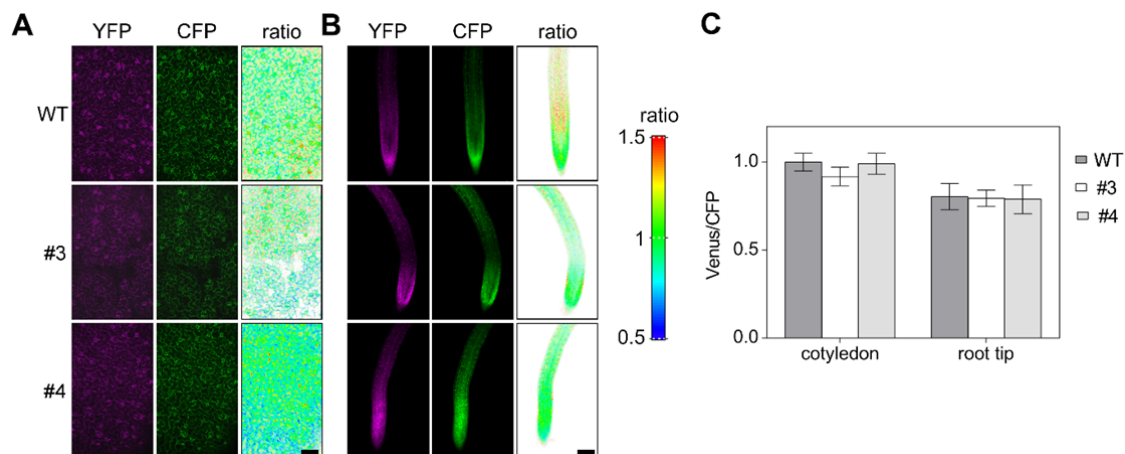 A
YFP CFP ratio
WT
#3
#4
B
YFP CFP ratio
ratio
1.5
1
0.5
C
Venus/CFP
1.0
0.5
0.0
cotyledon root tip
WT
#3
#4